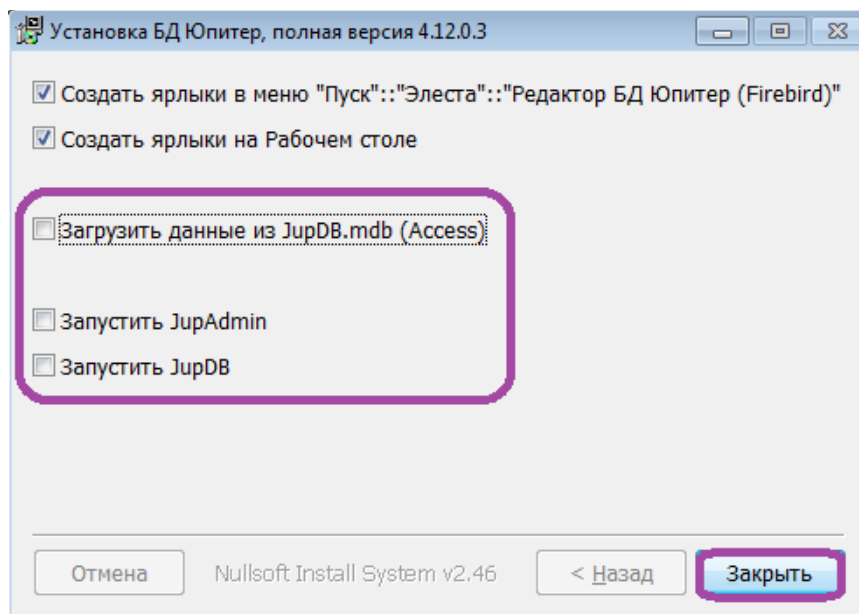 Установка БД Юпитер, полная версия 4.12.0.3
Создать ярлыки в меню "Пуск"::"Элеста"::"Редактор БД Юпитер (Firebird)"
Создать ярлыки на Рабочем столе
Загрузить данные из JupDB.mdb (Access)
Запустить JupAdmin
Запустить JupDB
Отмена Nullsoft Install System v2.46 < Назад Закрыть